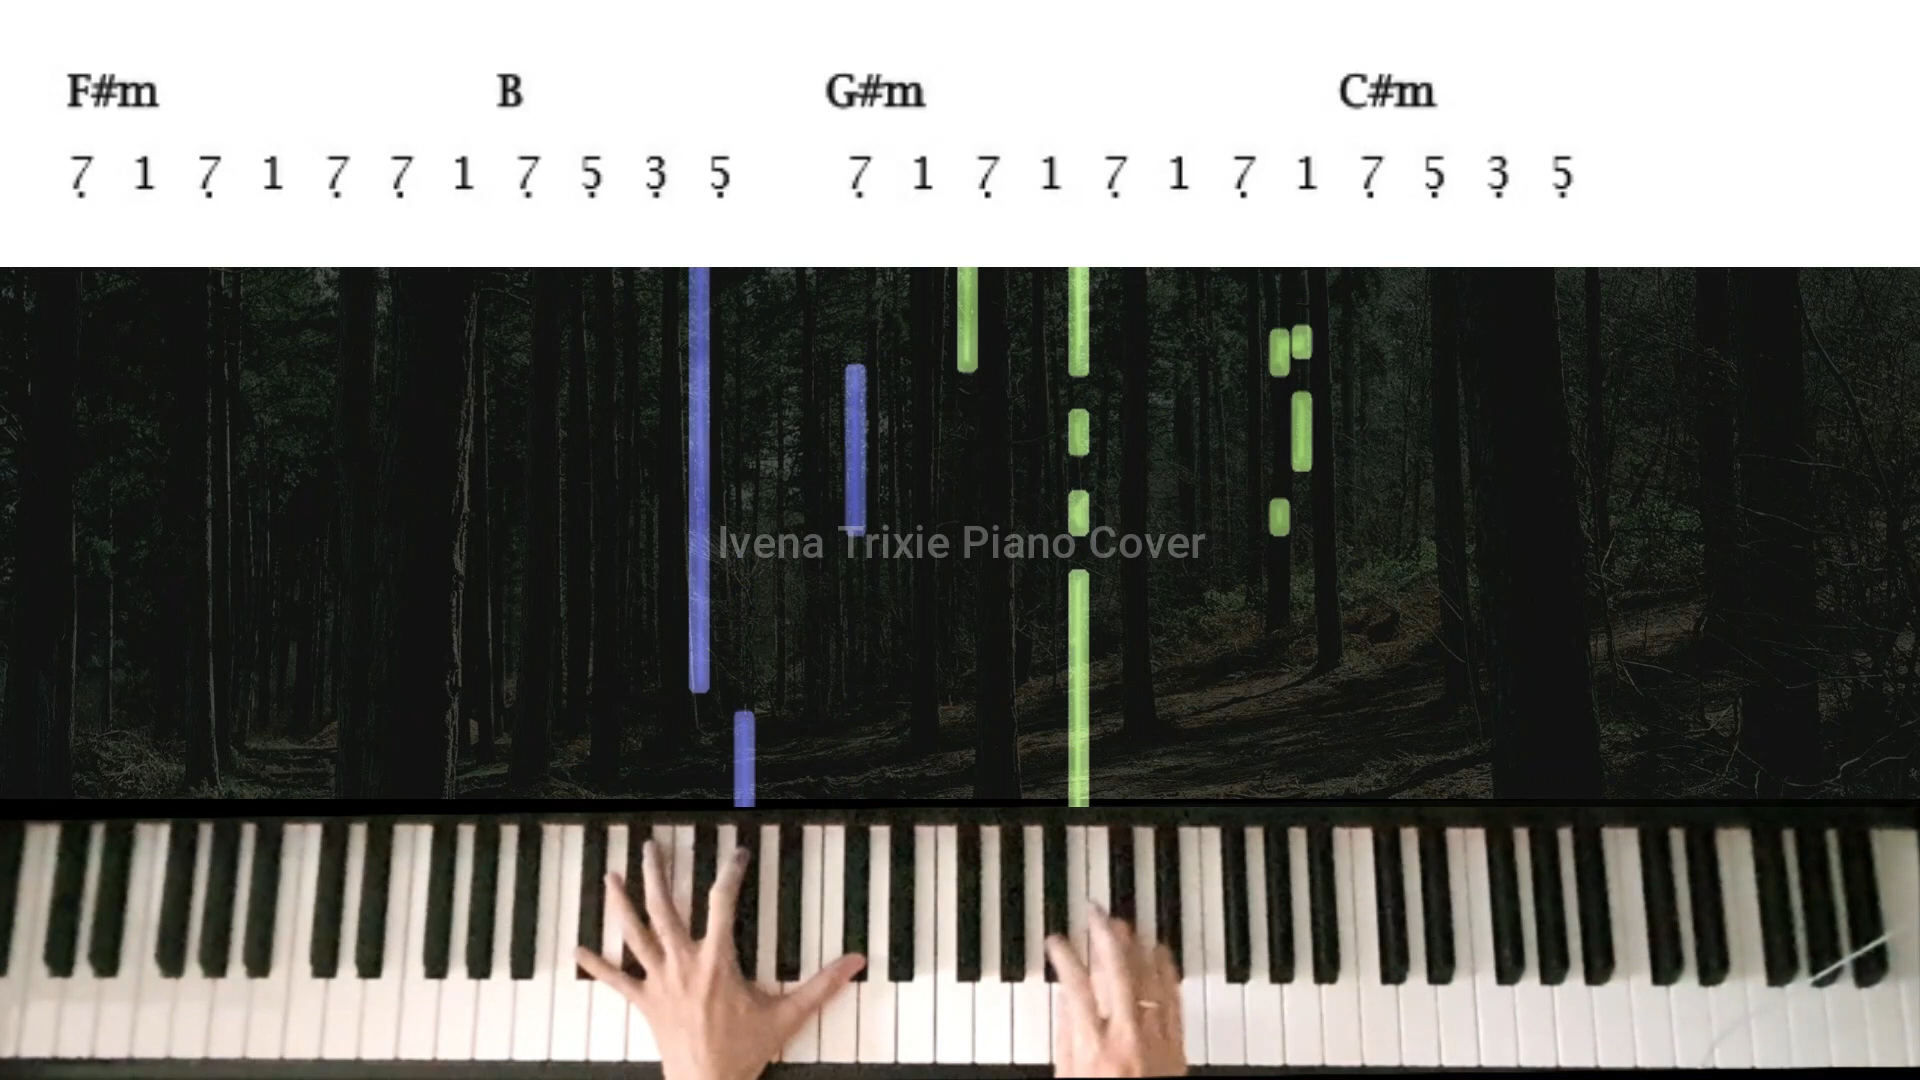 F#m B G#m C#m
7̣ 1 7̣ 1 7̣ 7̣ 1 7̣ 5̣ 3̣ 5̣ 7̣ 1 7̣ 1 7̣ 1 7̣ 1 7̣ 5̣ 3̣ 5̣
Ivena Trixie Piano Cover